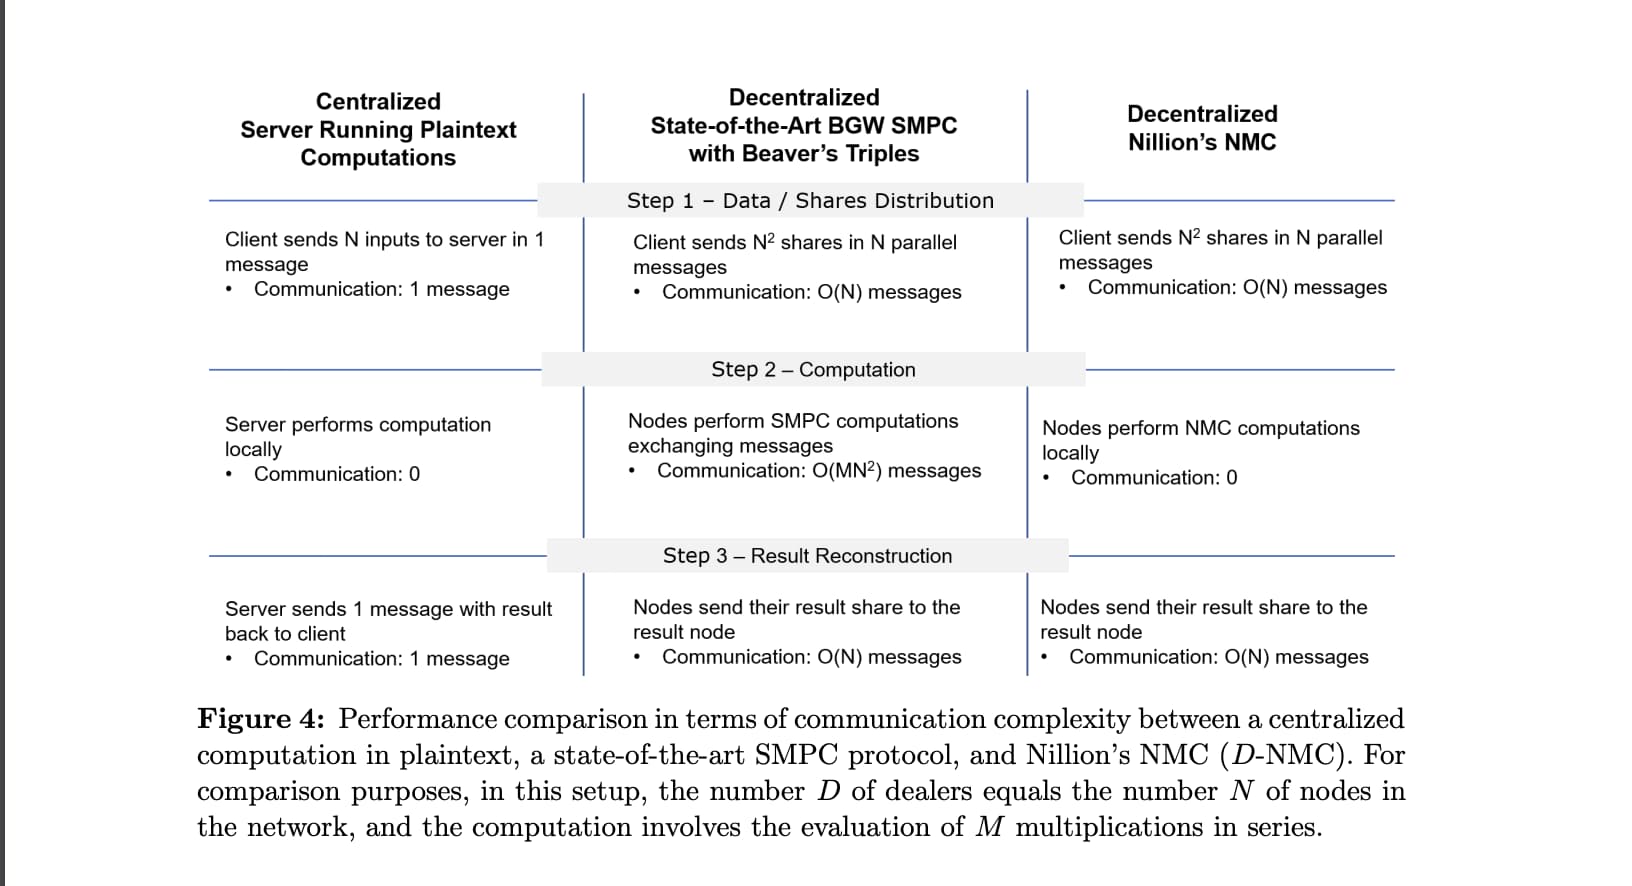 Centralized
Server Running Plaintext
Computations
Decentralized
State-of-the-Art BGW SMPC
with Beaver's Triples
Decentralized
Nillion's NMC
Step 1 – Data / Shares Distribution
Client sends N inputs to server in 1
message
• Communication: 1 message
Client sends N² shares in N parallel
messages
• Communication: O(N) messages
Client sends N² shares in N parallel
messages
• Communication: O(N) messages
Step 2 – Computation
Server performs computation
locally
• Communication: 0
Nodes perform SMPC computations
exchanging messages
• Communication: O(MN²) messages
Nodes perform NMC computations
locally
• Communication: 0
Step 3 – Result Reconstruction
Server sends 1 message with result
back to client
• Communication: 1 message
Nodes send their result share to the
result node
• Communication: O(N) messages
Nodes send their result share to the
result node
• Communication: O(N) messages
Figure 4: Performance comparison in terms of communication complexity between a centralized
computation in plaintext, a state-of-the-art SMPC protocol, and Nillion's NMC (D-NMC). For
comparison purposes, in this setup, the number D of dealers equals the number N of nodes in
the network, and the computation involves the evaluation of M multiplications in series.